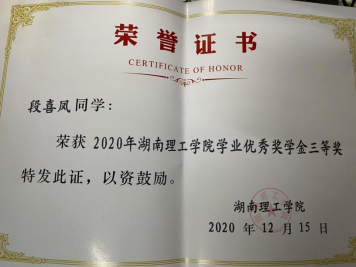 荣誉证书
CERTIFICATE OF HONOR
段喜凤同学：
荣获 2020年湖南理工学院学业优秀奖学金三等奖
特发此证，以资鼓励。
湖南理工学院
2020 年 12 月 15 日